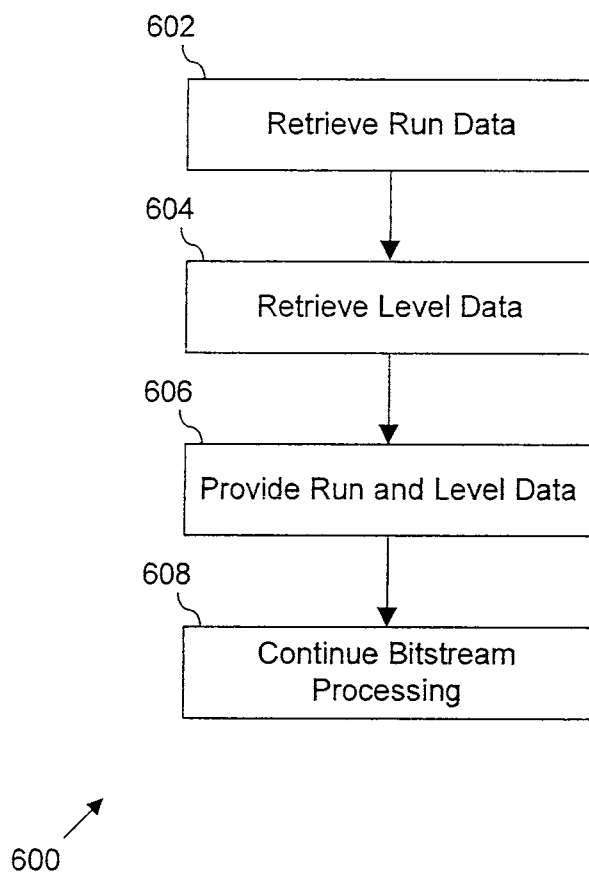 602
Retrieve Run Data
604
Retrieve Level Data
606
Provide Run and Level Data
608
Continue Bitstream
Processing
600